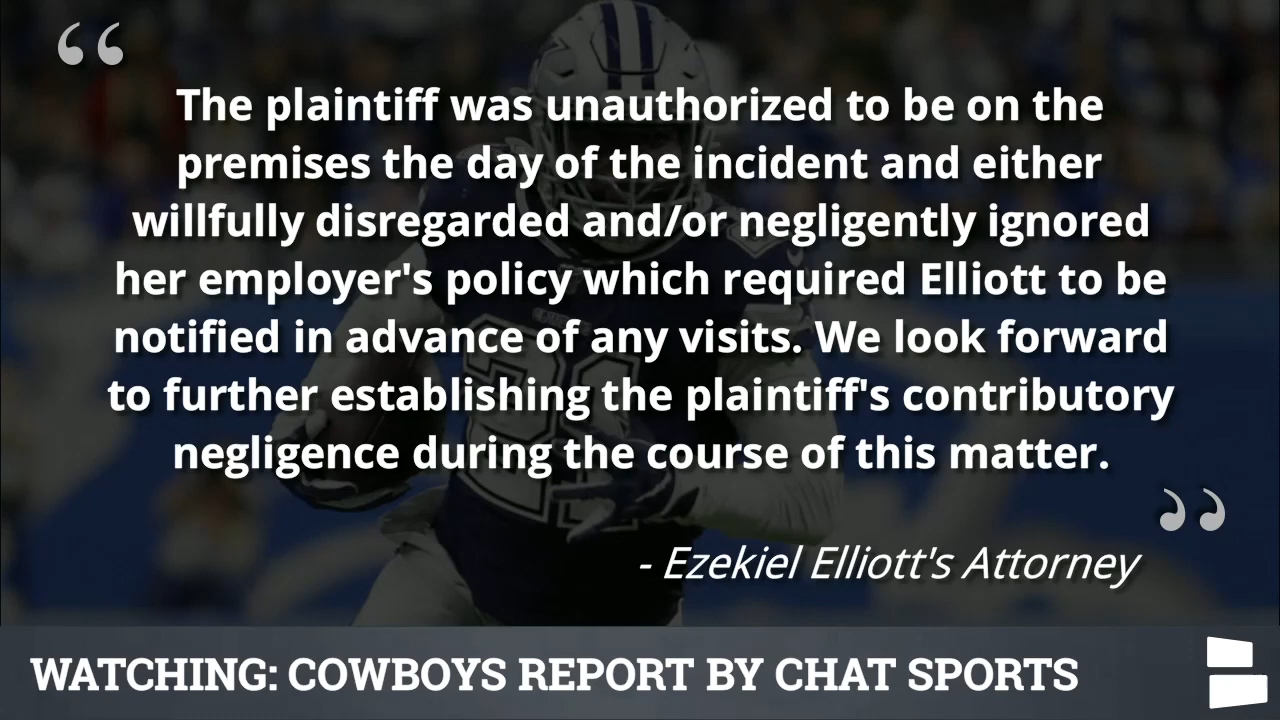 “
The plaintiff was unauthorized to be on the
premises the day of the incident and either
willfully disregarded and/or negligently ignored
her employer's policy which required Elliott to be
notified in advance of any visits. We look forward
to further establishing the plaintiff's contributory
negligence during the course of this matter.
”
- Ezekiel Elliott's Attorney
21
WATCHING: COWBOYS REPORT BY CHAT SPORTS